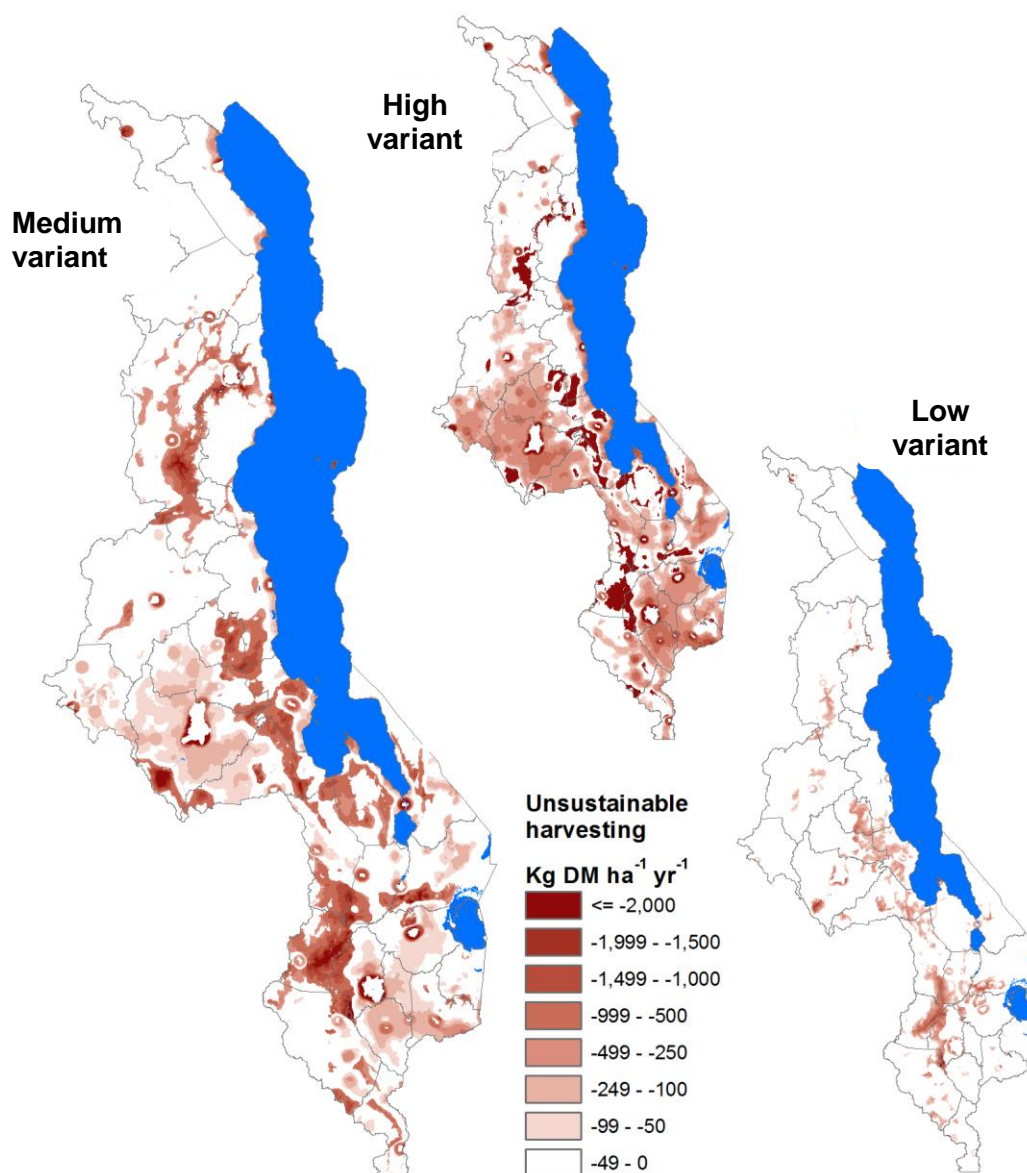 High
variant
Medium
variant
Low
variant
Unsustainable
harvesting
Kg DM ha⁻¹ yr⁻¹
<= -2,000
-1,999 - -1,500
-1,499 - -1,000
-999 - -500
-499 - -250
-249 - -100
-99 - -50
-49 - 0